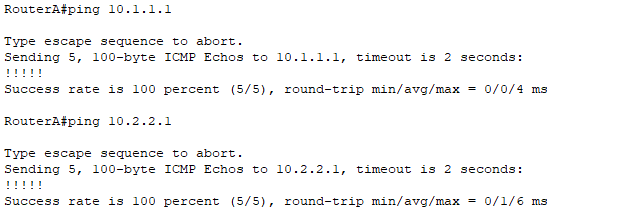 RouterA#ping 10.1.1.1
Type escape sequence to abort.
Sending 5, 100-byte ICMP Echos to 10.1.1.1, timeout is 2 seconds:
!!!!!
Success rate is 100 percent (5/5), round-trip min/avg/max = 0/0/4 ms
RouterA#ping 10.2.2.1
Type escape sequence to abort.
Sending 5, 100-byte ICMP Echos to 10.2.2.1, timeout is 2 seconds:
!!!!!
Success rate is 100 percent (5/5), round-trip min/avg/max = 0/1/6 ms